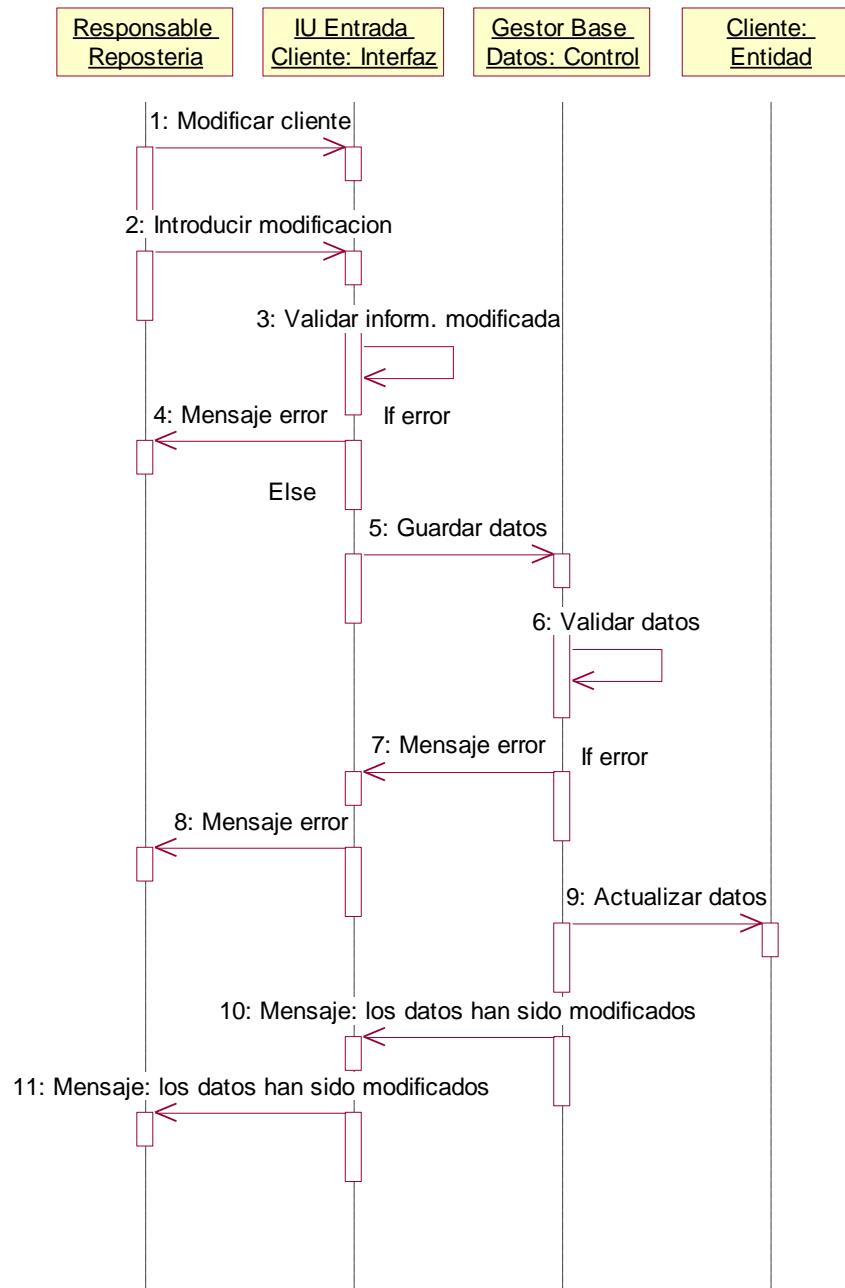 Responsable
Reposteria
IU Entrada
Cliente: Interfaz
Gestor Base
Datos: Control
Cliente:
Entidad
1: Modificar cliente
2: Introducir modificacion
3: Validar inform. modificada
4: Mensaje error
If error
Else
5: Guardar datos
6: Validar datos
7: Mensaje error
If error
8: Mensaje error
9: Actualizar datos
10: Mensaje: los datos han sido modificados
11: Mensaje: los datos han sido modificados